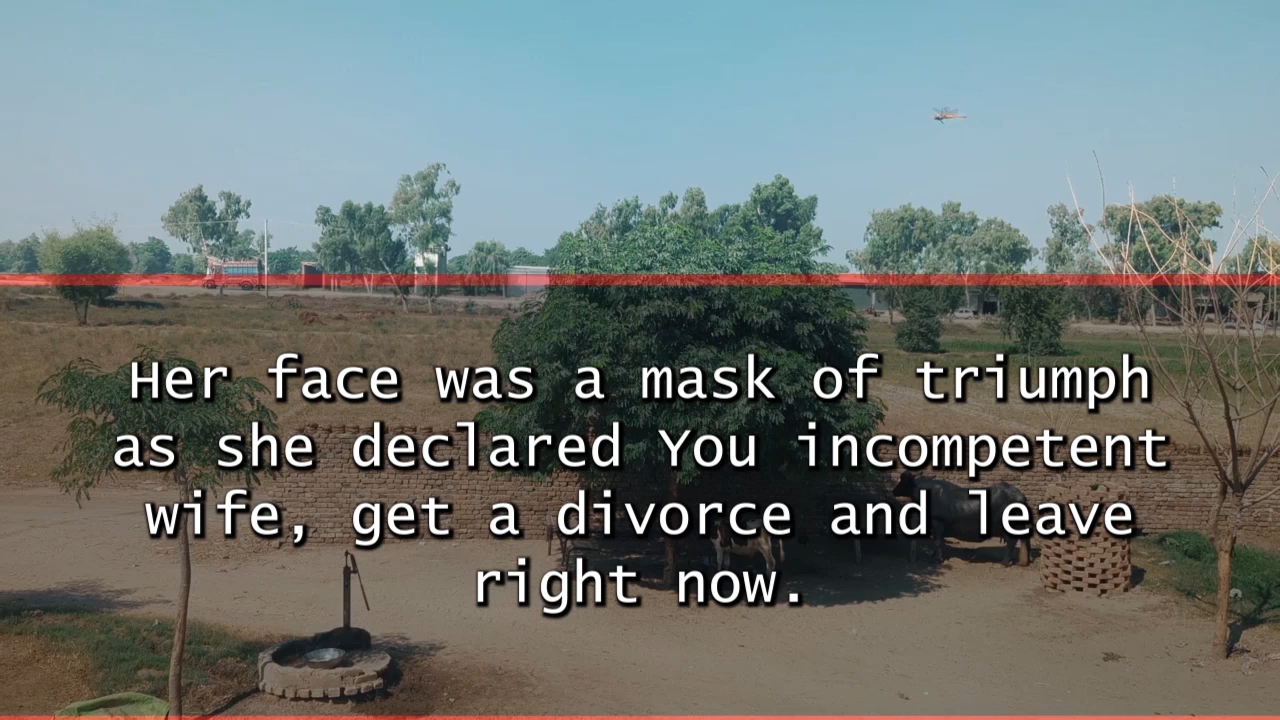 Her face was a mask of triumph
as she declared You incompetent
wife, get a divorce and leave
right now.